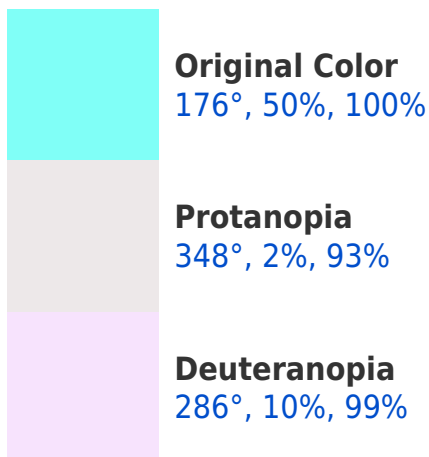 Original Color
176°, 50%, 100%
Protanopia
348°, 2%, 93%
Deuteranopia
286°, 10%, 99%